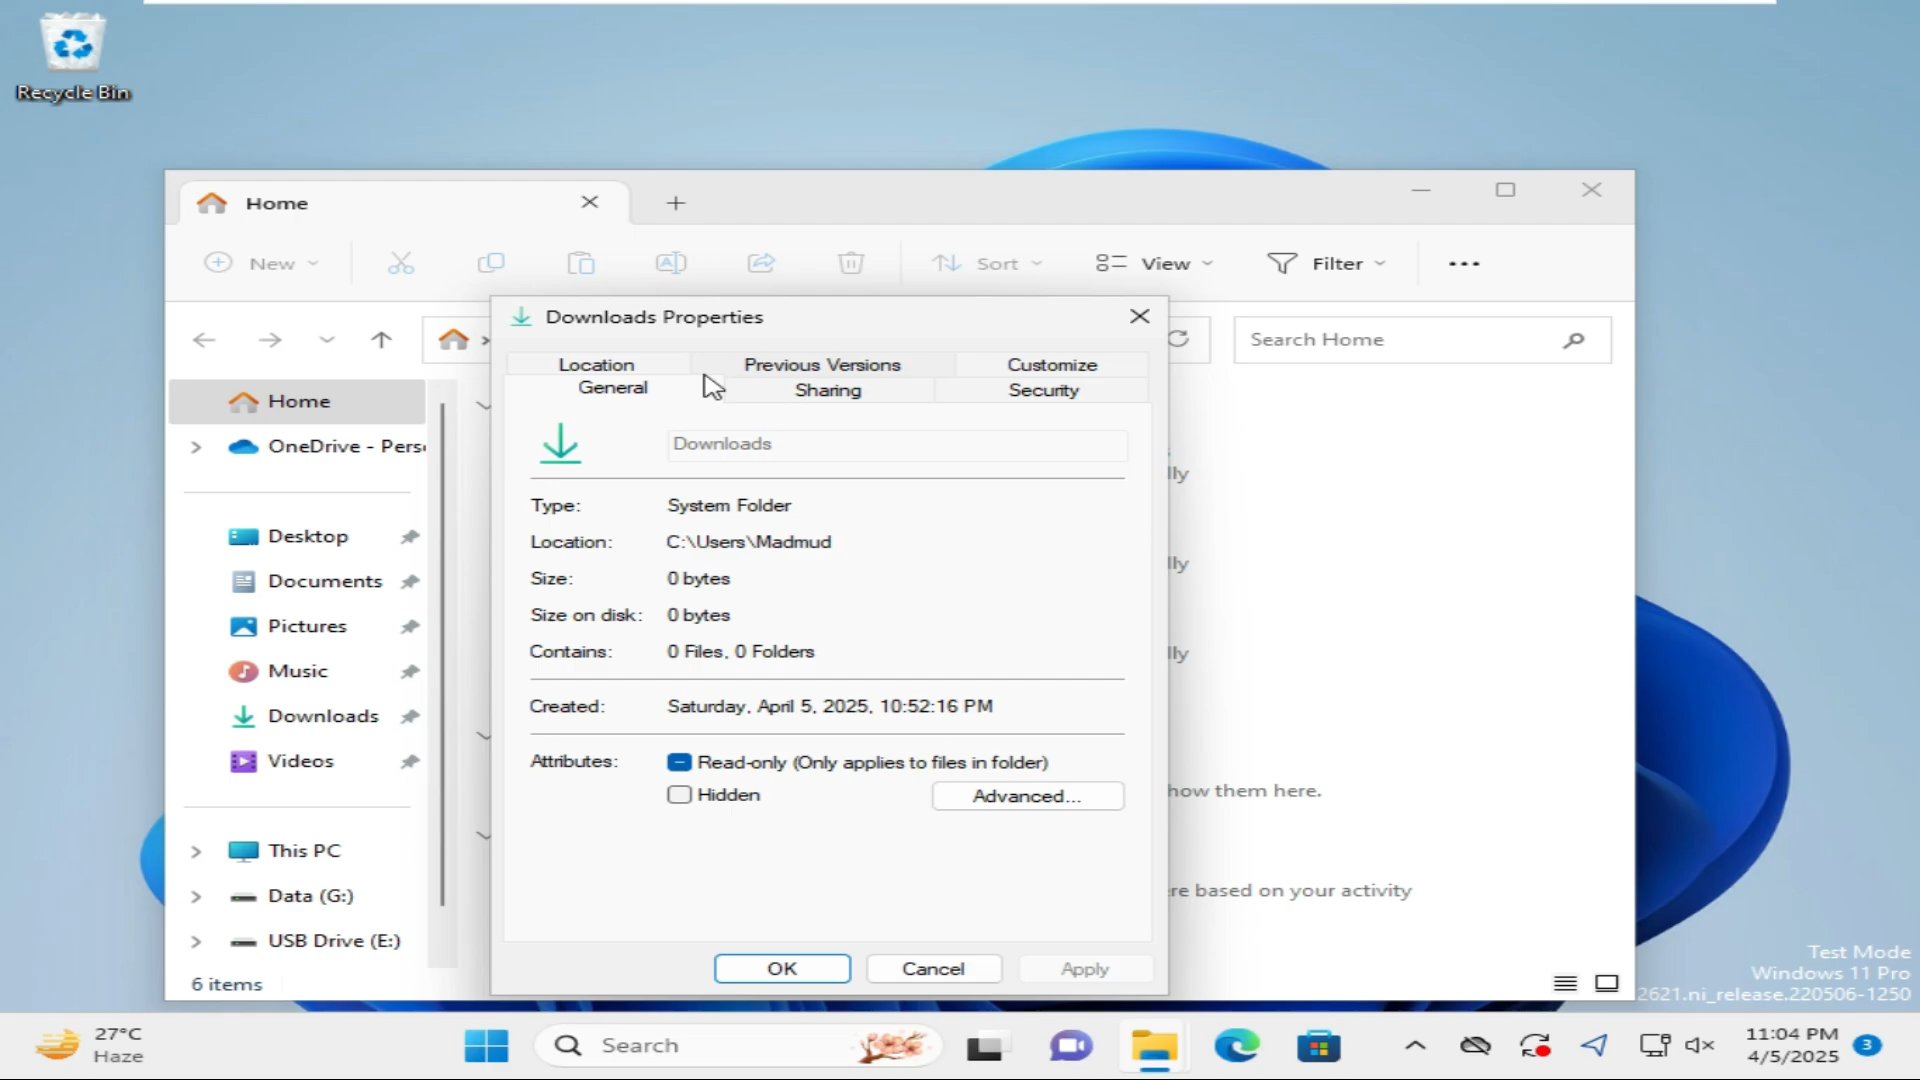 Recycle Bin
Home
New
Sort
View
Filter
Downloads Properties
Search Home
Location
Previous Versions
Customize
General
Sharing
Security
Home
OneDrive - Pers
Downloads
lly
Type: System Folder
Location: C:\Users\Madmud
Desktop
lly
Size: 0 bytes
Documents
Size on disk: 0 bytes
Pictures
Contains: 0 Files, 0 Folders
lly
Music
Created: Saturday, April 5, 2025, 10:52:16 PM
Downloads
Videos
Attributes: Read-only (Only applies to files in folder)
Hidden
Advanced...
how them here.
This PC
Data (G:)
re based on your activity
USB Drive (E:)
OK
Cancel
Apply
6 items
Test Mode
Windows 11 Pro
2621.ni_release.220506-1250
27°C
Haze
Search
11:04 PM
4/5/2025
3